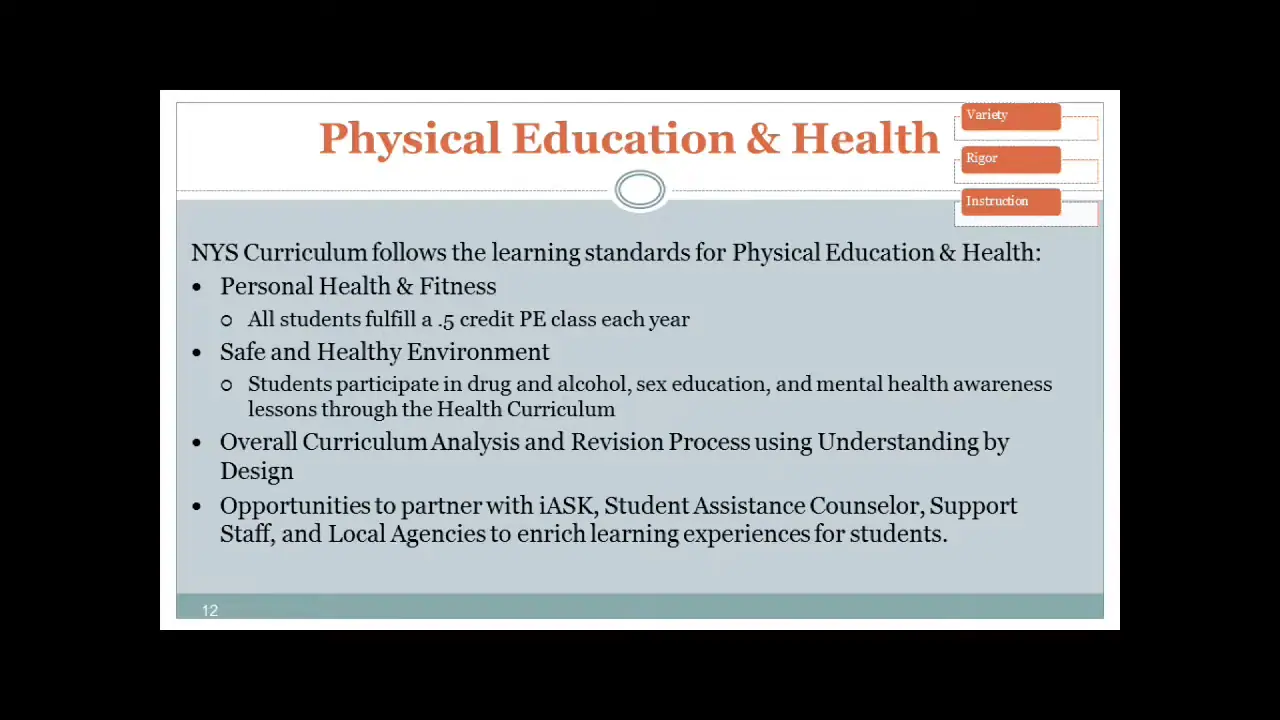 Physical Education & Health
Variety
Rigor
Instruction
NYS Curriculum follows the learning standards for Physical Education & Health:
• Personal Health & Fitness
o All students fulfill a .5 credit PE class each year
• Safe and Healthy Environment
o Students participate in drug and alcohol, sex education, and mental health awareness
lessons through the Health Curriculum
• Overall Curriculum Analysis and Revision Process using Understanding by
Design
• Opportunities to partner with iASK, Student Assistance Counselor, Support
Staff, and Local Agencies to enrich learning experiences for students.
12